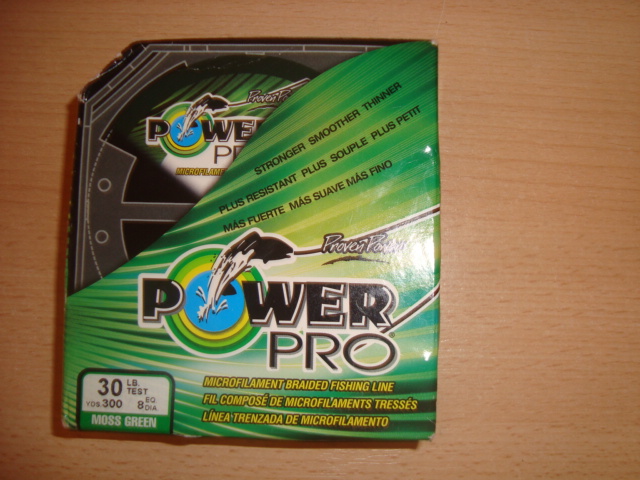 Proven Power
POWER
PRO
MICROFILAMENT
STRONGER SMOOTHER THINNER
PLUS RESISTANT PLUS SOUPLE PLUS PETIT
MÁS FUERTE MÁS SUAVE MÁS FINO
Proven Power
POWER
PRO
MICROFILAMENT BRAIDED FISHING LINE
FIL COMPOSÉ DE MICROFILAMENTS TRESSÉS
LÍNEA TRENZADA DE MICROFILAMENTO
30 LB. TEST
YDS. 300 8 EQ. DIA.
MOSS GREEN